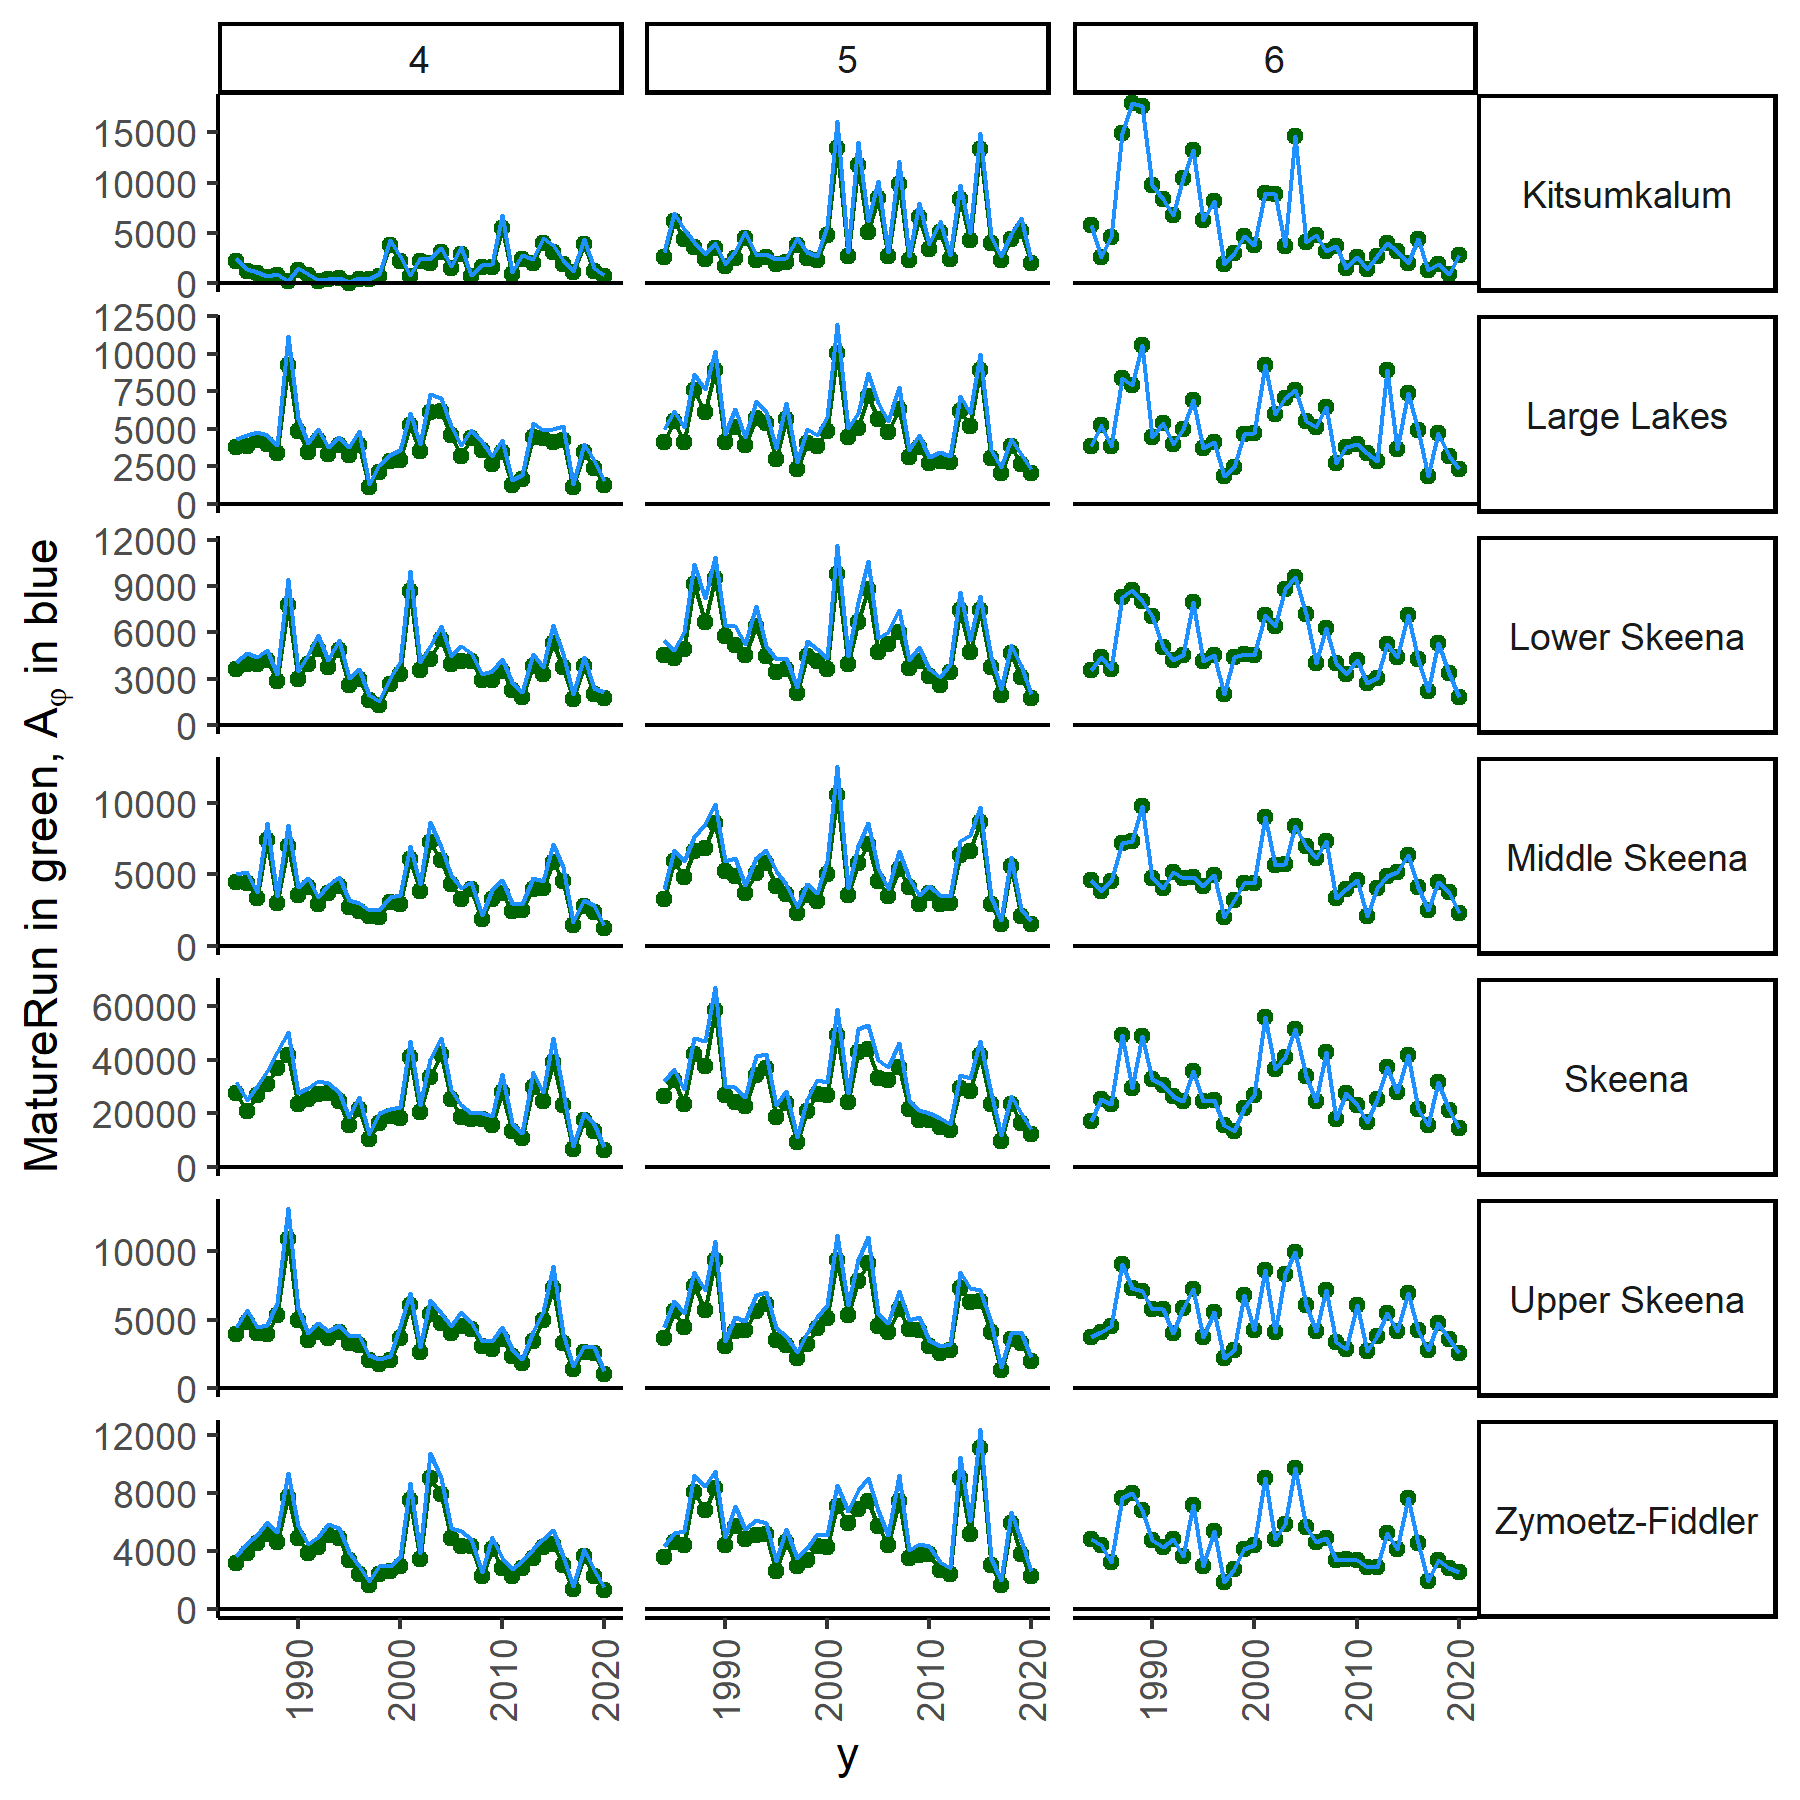 4 5 6
15000
10000
5000
0
Kitsumkalum
12500
10000
7500
5000
2500
0
Large Lakes
12000
9000
6000
3000
0
Lower Skeena
10000
5000
0
Middle Skeena
60000
40000
20000
0
Skeena
10000
5000
0
Upper Skeena
12000
8000
4000
0
Zymoetz-Fiddler
MatureRun in green, Aφ in blue
1990 2000 2010 2020 1990 2000 2010 2020 1990 2000 2010 2020
y